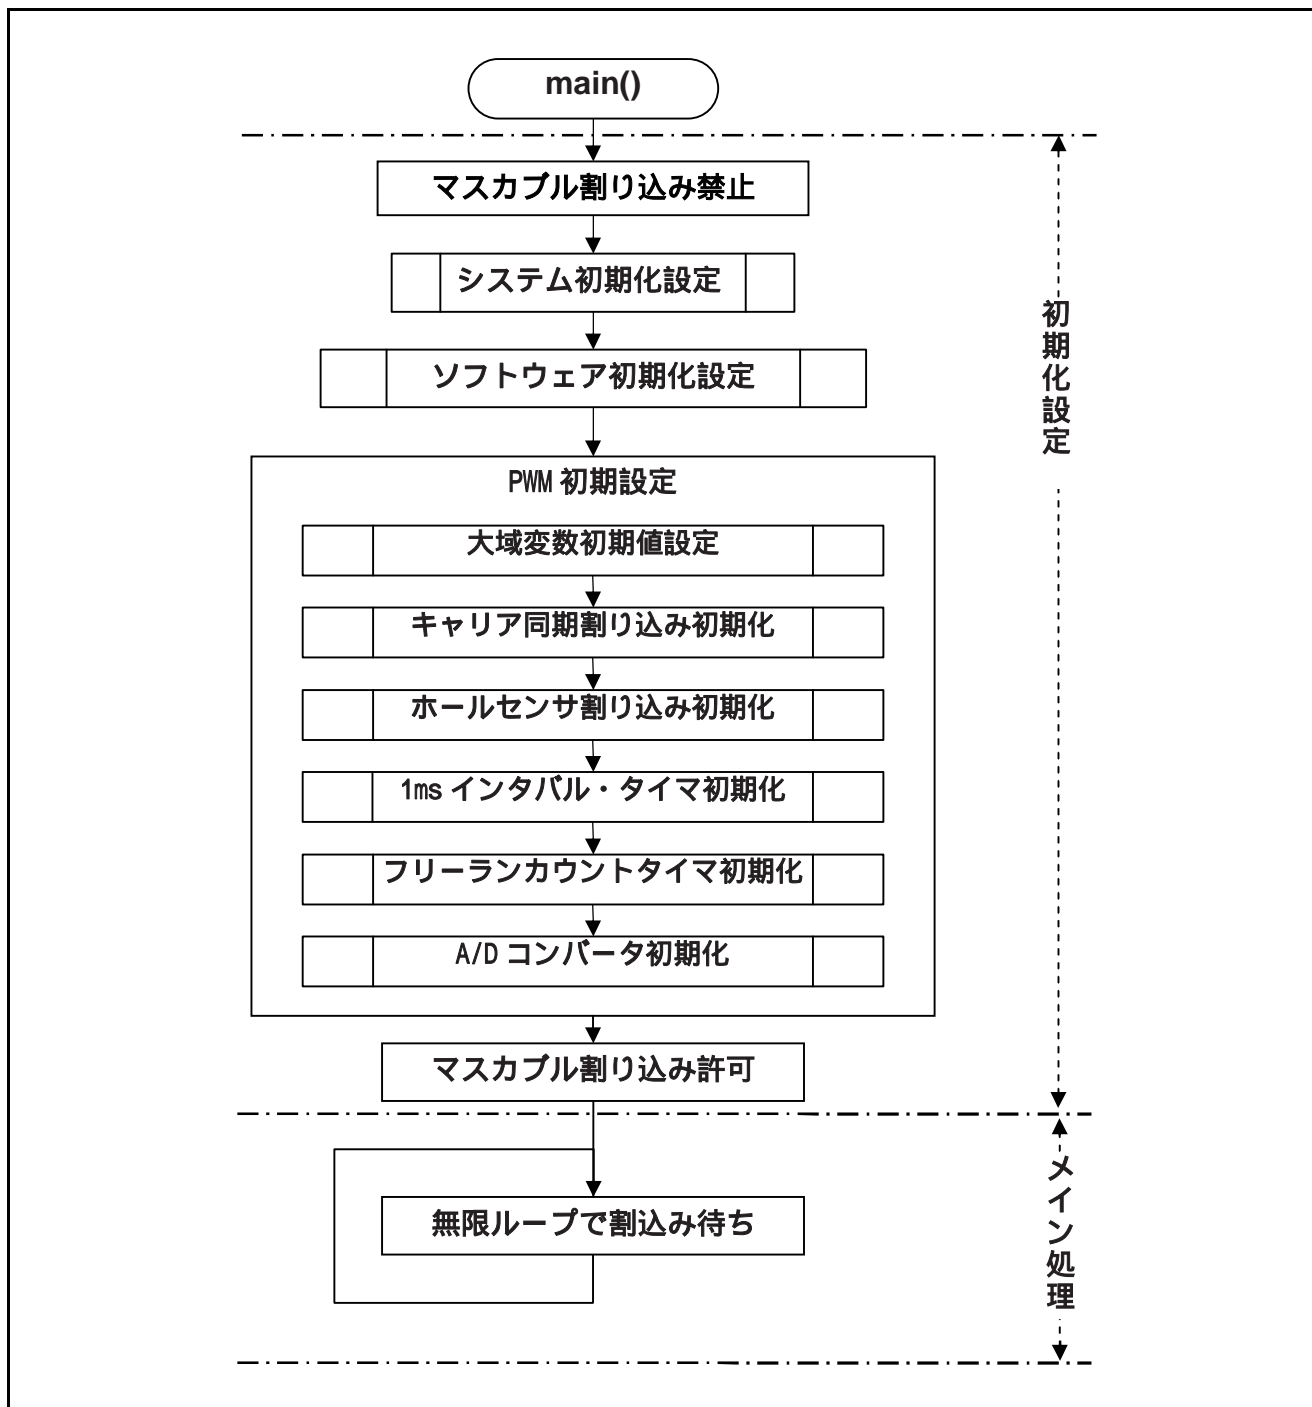 main()
マスカブル割り込み禁止
システム初期化設定
ソフトウェア初期化設定
PWM 初期設定
大域変数初期値設定
キャリア同期割り込み初期化
ホールセンサ割り込み初期化
1ms インタバル・タイマ初期化
フリーランカウントタイマ初期化
A/D コンバータ初期化
マスカブル割り込み許可
初期化設定
無限ループで割込み待ち
メイン処理